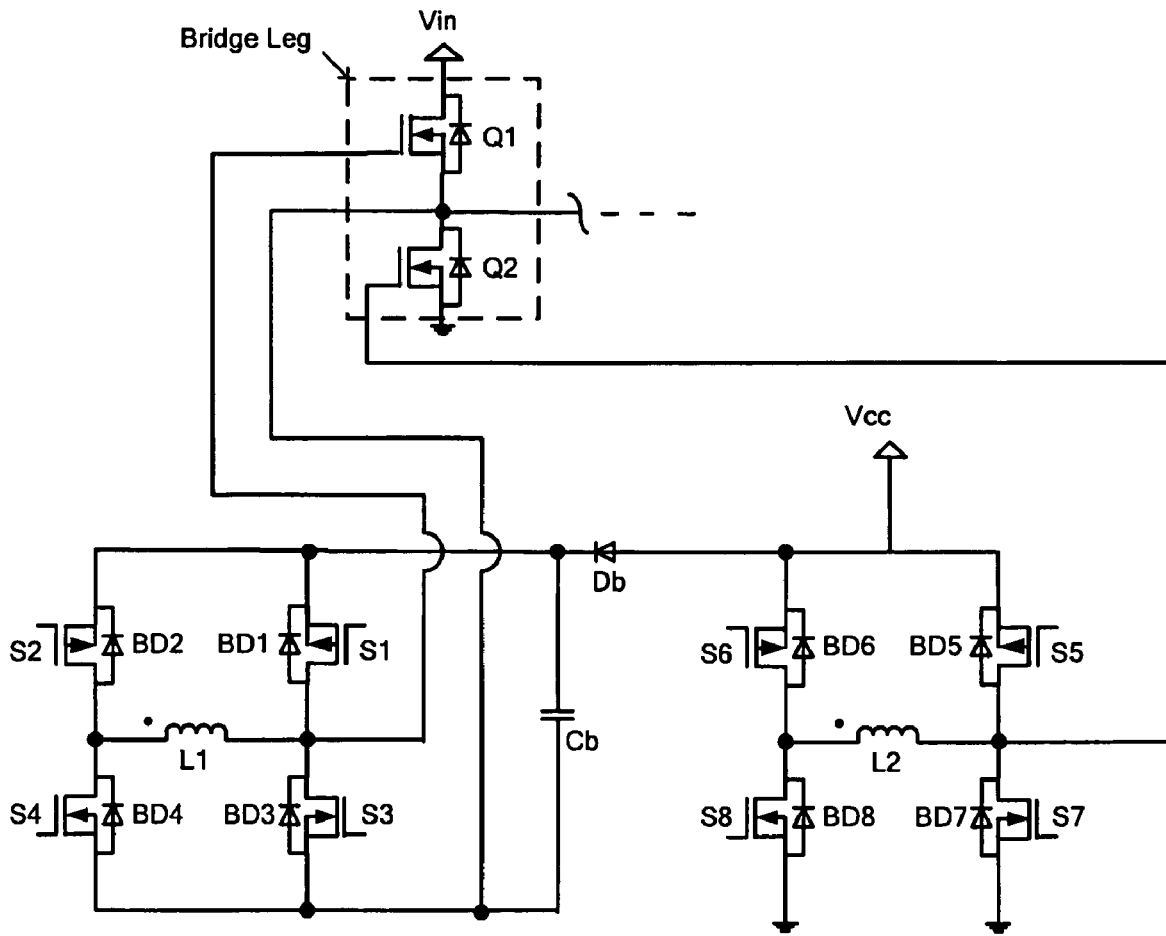 Vin
Bridge Leg
Q1
Q2
Vcc
Db
S2 BD2 BD1 S1
S6 BD6 BD5 S5
L1
Cb
L2
S4 BD4 BD3 S3
S8 BD8 BD7 S7